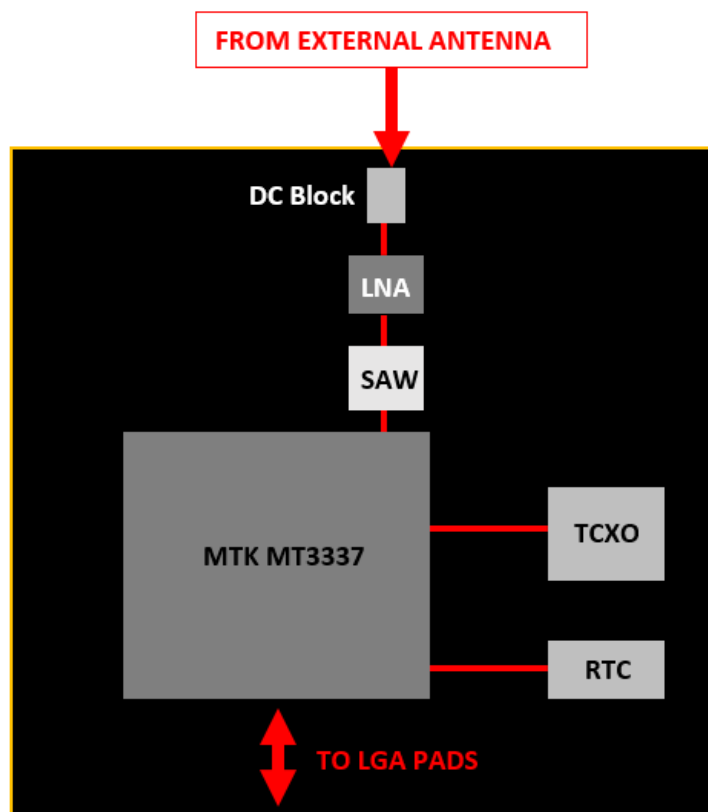 FROM EXTERNAL ANTENNA
DC Block
LNA
SAW
MTK MT3337
TCXO
RTC
TO LGA PADS